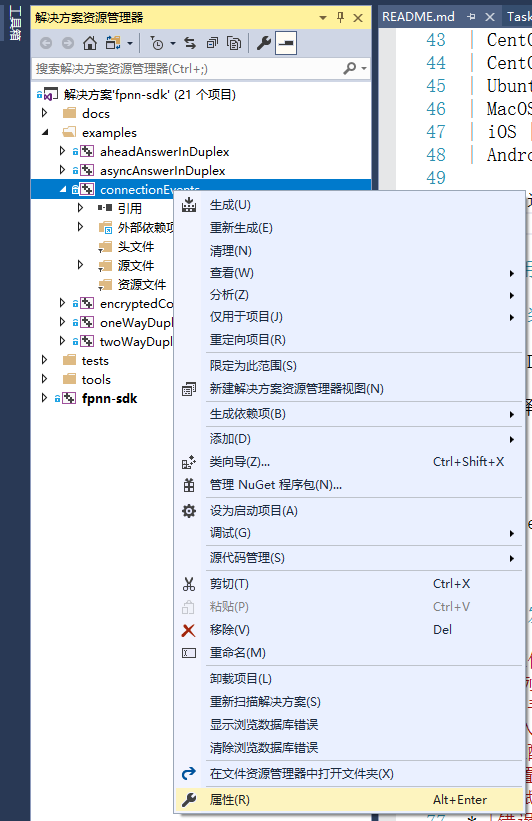 工具箱
解决方案资源管理器
搜索解决方案资源管理器(Ctrl+;)
解决方案'fpnn-sdk' (21 个项目)
docs
examples
aheadAnswerInDuplex
asyncAnswerInDuplex
connectionEvents
引用
外部依赖项
头文件
源文件
资源文件
encryptedCo
oneWayDupl
twoWayDupl
tests
tools
fpnn-sdk
生成(U)
重新生成(E)
清理(N)
查看(W)
分析(Z)
仅用于项目(J)
重定向项目(R)
限定为此范围(S)
新建解决方案资源管理器视图(N)
生成依赖项(B)
添加(D)
类向导(Z)... Ctrl+Shift+X
管理 NuGet 程序包(N)...
设为启动项目(A)
调试(G)
源代码管理(S)
剪切(T) Ctrl+X
粘贴(P) Ctrl+V
移除(V) Del
重命名(M)
卸载项目(L)
重新扫描解决方案(S)
显示浏览数据库错误
清除浏览数据库错误
在文件资源管理器中打开文件夹(X)
属性(R) Alt+Enter
README.md Task
43 | CentO
44 | CentO
45 | Ubunt
46 | MacOS
47 | iOS |
48 | Andro
49
77 *